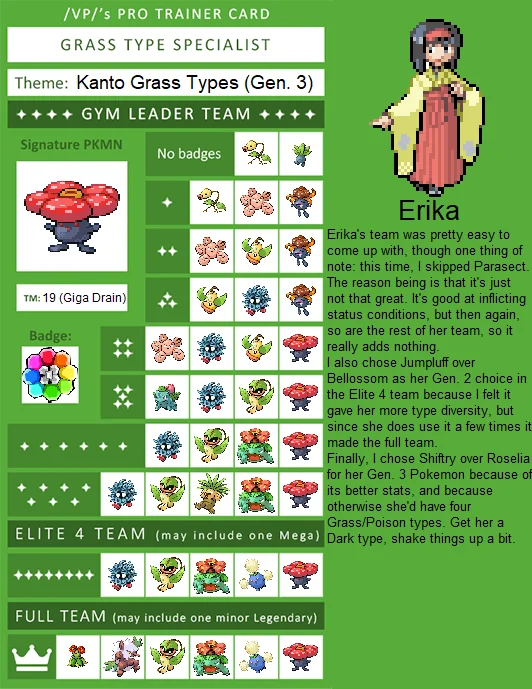 /VP/'s PRO TRAINER CARD
GRASS TYPE SPECIALIST
Theme: Kanto Grass Types (Gen. 3)
GYM LEADER TEAM
Signature PKMN
No badges
TM: 19 (Giga Drain)
Badge:
ELITE 4 TEAM (may include one Mega)
FULL TEAM (may include one minor Legendary)
Erika
Erika's team was pretty easy to
come up with, though one thing of
note: this time, I skipped Parasect.
The reason being is that it's just
not that great. It's good at inflicting
status conditions, but then again,
so are the rest of her team, so it
really adds nothing.
I also chose Jumpluff over
Bellossom as her Gen. 2 choice in
the Elite 4 team because I felt it
gave her more type diversity, but
since she does use it a few times it
made the full team.
Finally, I chose Shiftry over Roselia
for her Gen. 3 Pokemon because of
its better stats, and because
otherwise she'd have four
Grass/Poison types. Get her a
Dark type, shake things up a bit.